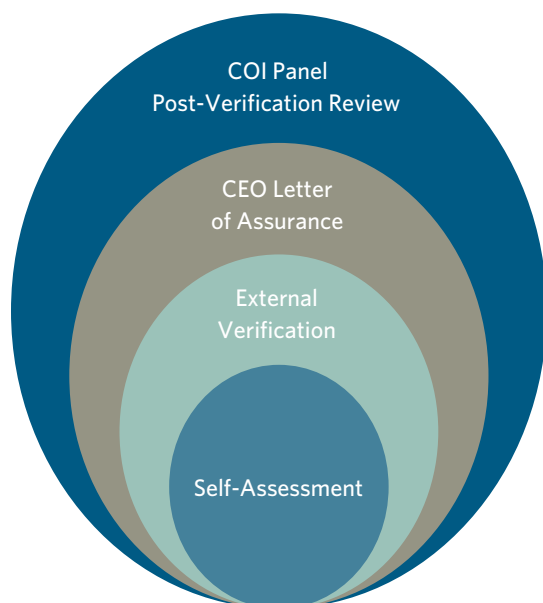 COI Panel
Post-Verification Review
CEO Letter
of Assurance
External
Verification
Self-Assessment